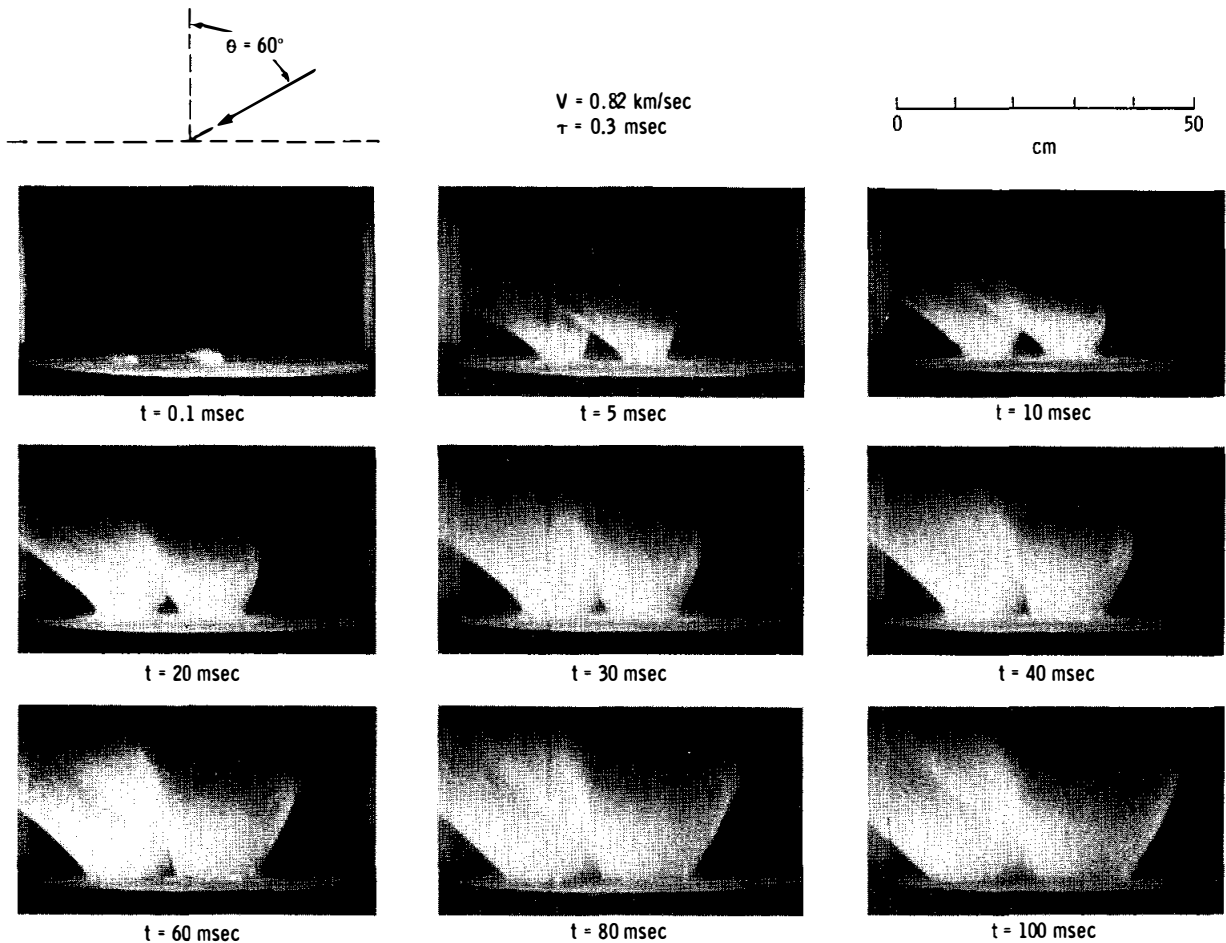 θ = 60°
V = 0.82 km/sec
τ = 0.3 msec
0 50
cm
t = 0.1 msec
t = 5 msec
t = 10 msec
t = 20 msec
t = 30 msec
t = 40 msec
t = 60 msec
t = 80 msec
t = 100 msec